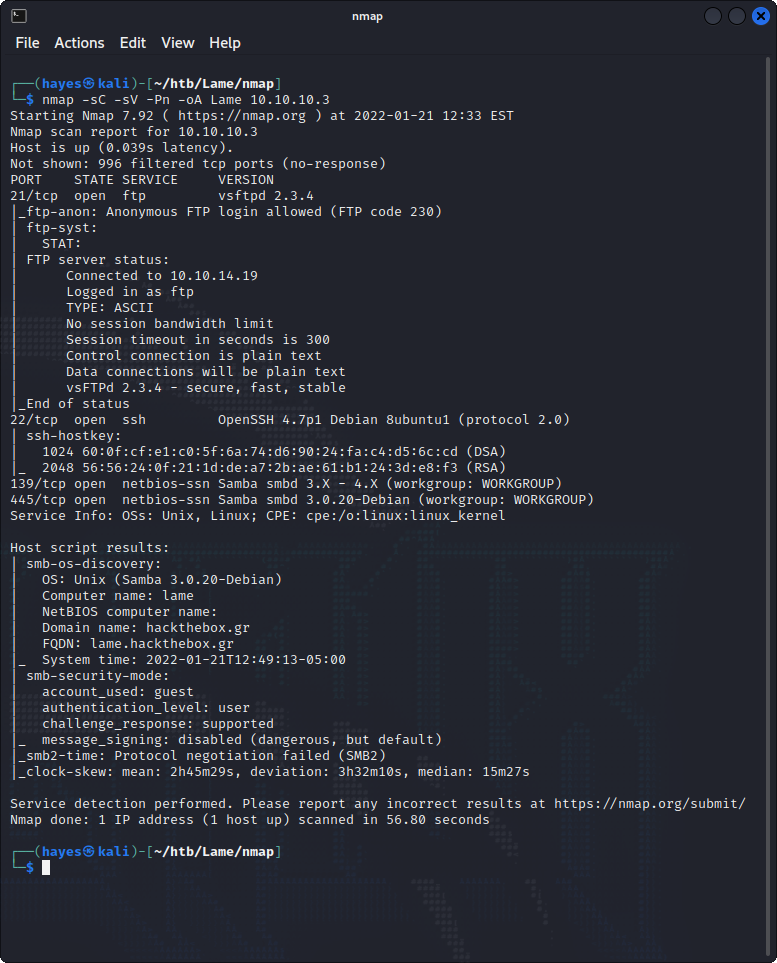 nmap
File Actions Edit View Help
┌──(hayes㉿kali)-[~/htb/Lame/nmap]
└─$ nmap -sC -sV -Pn -oA Lame 10.10.10.3
Starting Nmap 7.92 ( https://nmap.org ) at 2022-01-21 12:33 EST
Nmap scan report for 10.10.10.3
Host is up (0.039s latency).
Not shown: 996 filtered tcp ports (no-response)
PORT    STATE SERVICE     VERSION
21/tcp  open  ftp         vsftpd 2.3.4
|_ftp-anon: Anonymous FTP login allowed (FTP code 230)
| ftp-syst:
|   STAT:
| FTP server status:
|      Connected to 10.10.14.19
|      Logged in as ftp
|      TYPE: ASCII
|      No session bandwidth limit
|      Session timeout in seconds is 300
|      Control connection is plain text
|      Data connections will be plain text
|      vsFTPd 2.3.4 - secure, fast, stable
|_End of status
22/tcp  open  ssh         OpenSSH 4.7p1 Debian 8ubuntu1 (protocol 2.0)
| ssh-hostkey:
|   1024 60:0f:cf:e1:c0:5f:6a:74:d6:90:24:fa:c4:d5:6c:cd (DSA)
|_  2048 56:56:24:0f:21:1d:de:a7:2b:ae:61:b1:24:3d:e8:f3 (RSA)
139/tcp open  netbios-ssn Samba smbd 3.X - 4.X (workgroup: WORKGROUP)
445/tcp open  netbios-ssn Samba smbd 3.0.20-Debian (workgroup: WORKGROUP)
Service Info: OSs: Unix, Linux; CPE: cpe:/o:linux:linux_kernel
Host script results:
| smb-os-discovery:
|   OS: Unix (Samba 3.0.20-Debian)
|   Computer name: lame
|   NetBIOS computer name:
|   Domain name: hackthebox.gr
|   FQDN: lame.hackthebox.gr
|_  System time: 2022-01-21T12:49:13-05:00
| smb-security-mode:
|   account_used: guest
|   authentication_level: user
|   challenge_response: supported
|_  message_signing: disabled (dangerous, but default)
|_smb2-time: Protocol negotiation failed (SMB2)
|_clock-skew: mean: 2h45m29s, deviation: 3h32m10s, median: 15m27s
Service detection performed. Please report any incorrect results at https://nmap.org/submit/
Nmap done: 1 IP address (1 host up) scanned in 56.80 seconds
┌──(hayes㉿kali)-[~/htb/Lame/nmap]
└─$